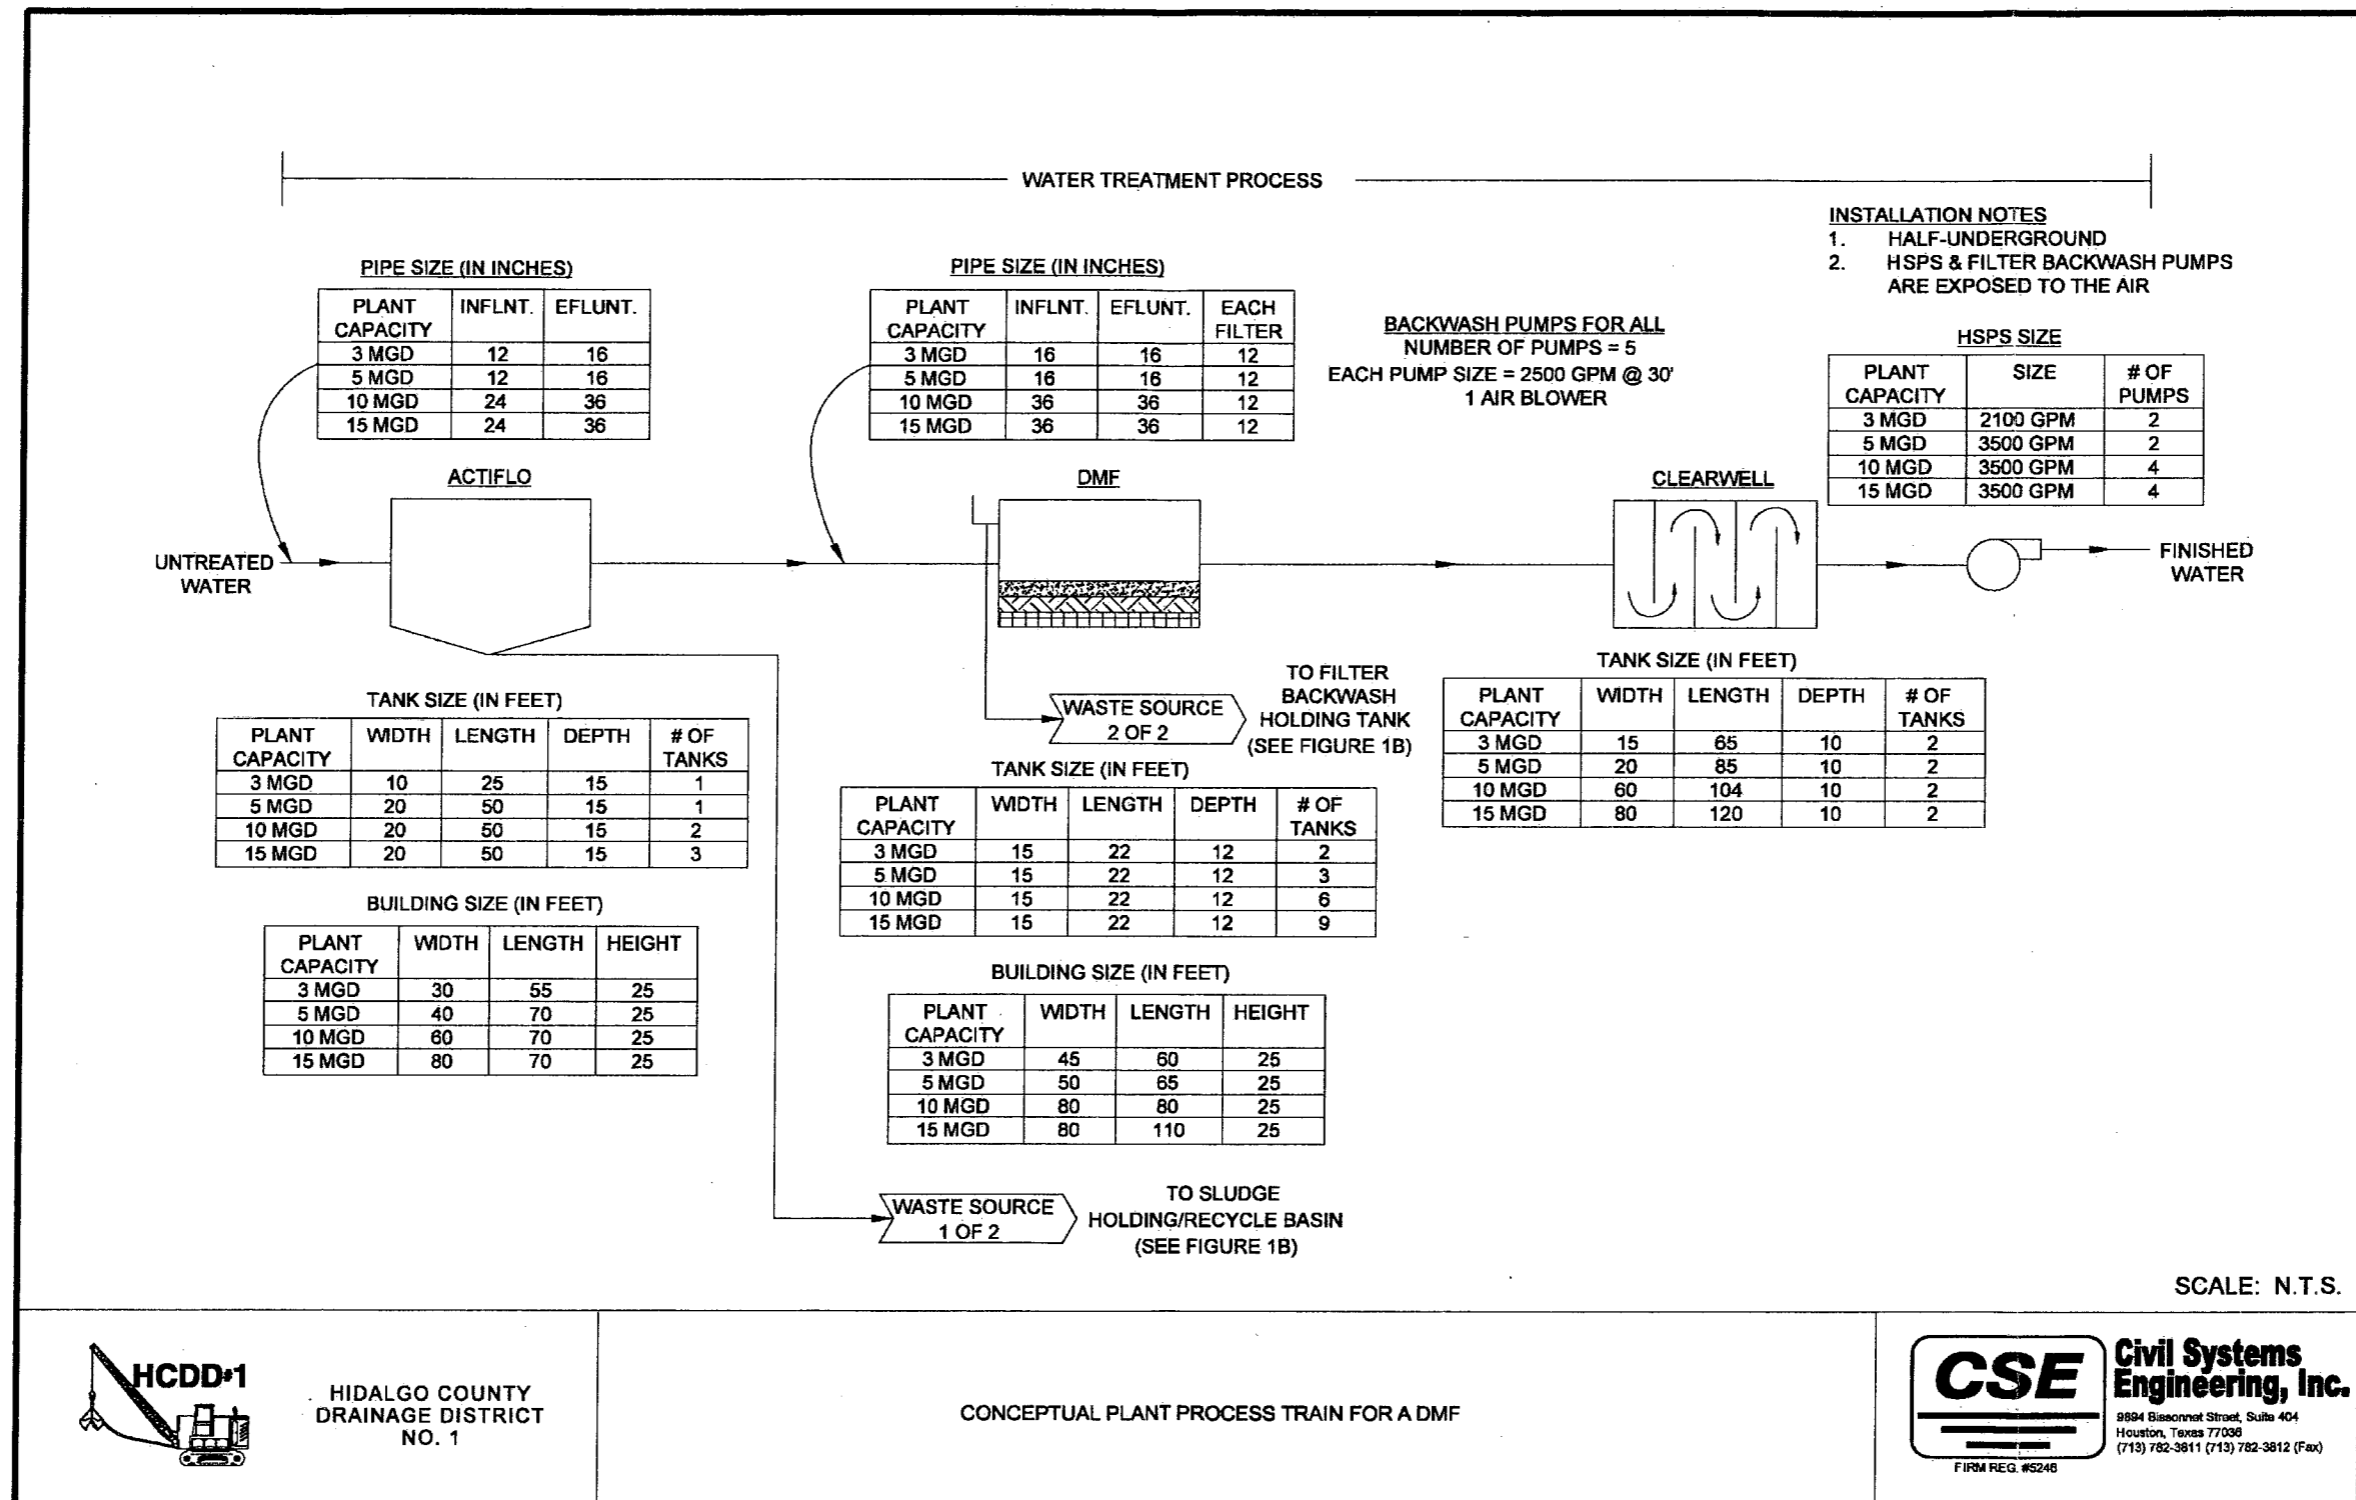 WATER TREATMENT PROCESS
INSTALLATION NOTES
1. HALF-UNDERGROUND
2. HSPS & FILTER BACKWASH PUMPS
ARE EXPOSED TO THE AIR
PIPE SIZE (IN INCHES)
PLANT CAPACITY INFLNT. EFLUNT.
3 MGD 12 16
5 MGD 12 16
10 MGD 24 36
15 MGD 24 36
PIPE SIZE (IN INCHES)
PLANT CAPACITY INFLNT. EFLUNT. EACH FILTER
3 MGD 16 16 12
5 MGD 16 16 12
10 MGD 36 36 12
15 MGD 36 36 12
BACKWASH PUMPS FOR ALL
NUMBER OF PUMPS = 5
EACH PUMP SIZE = 2500 GPM @ 30'
1 AIR BLOWER
HSPS SIZE
PLANT CAPACITY SIZE # OF PUMPS
3 MGD 2100 GPM 2
5 MGD 3500 GPM 2
10 MGD 3500 GPM 4
15 MGD 3500 GPM 4
UNTREATED
WATER
ACTIFLO
DMF
CLEARWELL
FINISHED
WATER
TANK SIZE (IN FEET)
PLANT CAPACITY WIDTH LENGTH DEPTH # OF TANKS
3 MGD 10 25 15 1
5 MGD 20 50 15 1
10 MGD 20 50 15 2
15 MGD 20 50 15 3
BUILDING SIZE (IN FEET)
PLANT CAPACITY WIDTH LENGTH HEIGHT
3 MGD 30 55 25
5 MGD 40 70 25
10 MGD 60 70 25
15 MGD 80 70 25
WASTE SOURCE
2 OF 2
TO FILTER
BACKWASH
HOLDING TANK
(SEE FIGURE 1B)
TANK SIZE (IN FEET)
PLANT CAPACITY WIDTH LENGTH DEPTH # OF TANKS
3 MGD 15 22 12 2
5 MGD 15 22 12 3
10 MGD 15 22 12 6
15 MGD 15 22 12 9
BUILDING SIZE (IN FEET)
PLANT CAPACITY WIDTH LENGTH HEIGHT
3 MGD 45 60 25
5 MGD 50 65 25
10 MGD 80 80 25
15 MGD 80 110 25
TANK SIZE (IN FEET)
PLANT CAPACITY WIDTH LENGTH DEPTH # OF TANKS
3 MGD 15 65 10 2
5 MGD 20 85 10 2
10 MGD 60 104 10 2
15 MGD 80 120 10 2
WASTE SOURCE
1 OF 2
TO SLUDGE
HOLDING/RECYCLE BASIN
(SEE FIGURE 1B)
SCALE: N.T.S.
HCDD#1
HIDALGO COUNTY
DRAINAGE DISTRICT
NO. 1
CONCEPTUAL PLANT PROCESS TRAIN FOR A DMF
CSE
FIRM REG. #5246
Civil Systems
Engineering, Inc.
9894 Bissonnet Street, Suite 404
Houston, Texas 77036
(713) 782-3811 (713) 782-3812 (Fax)